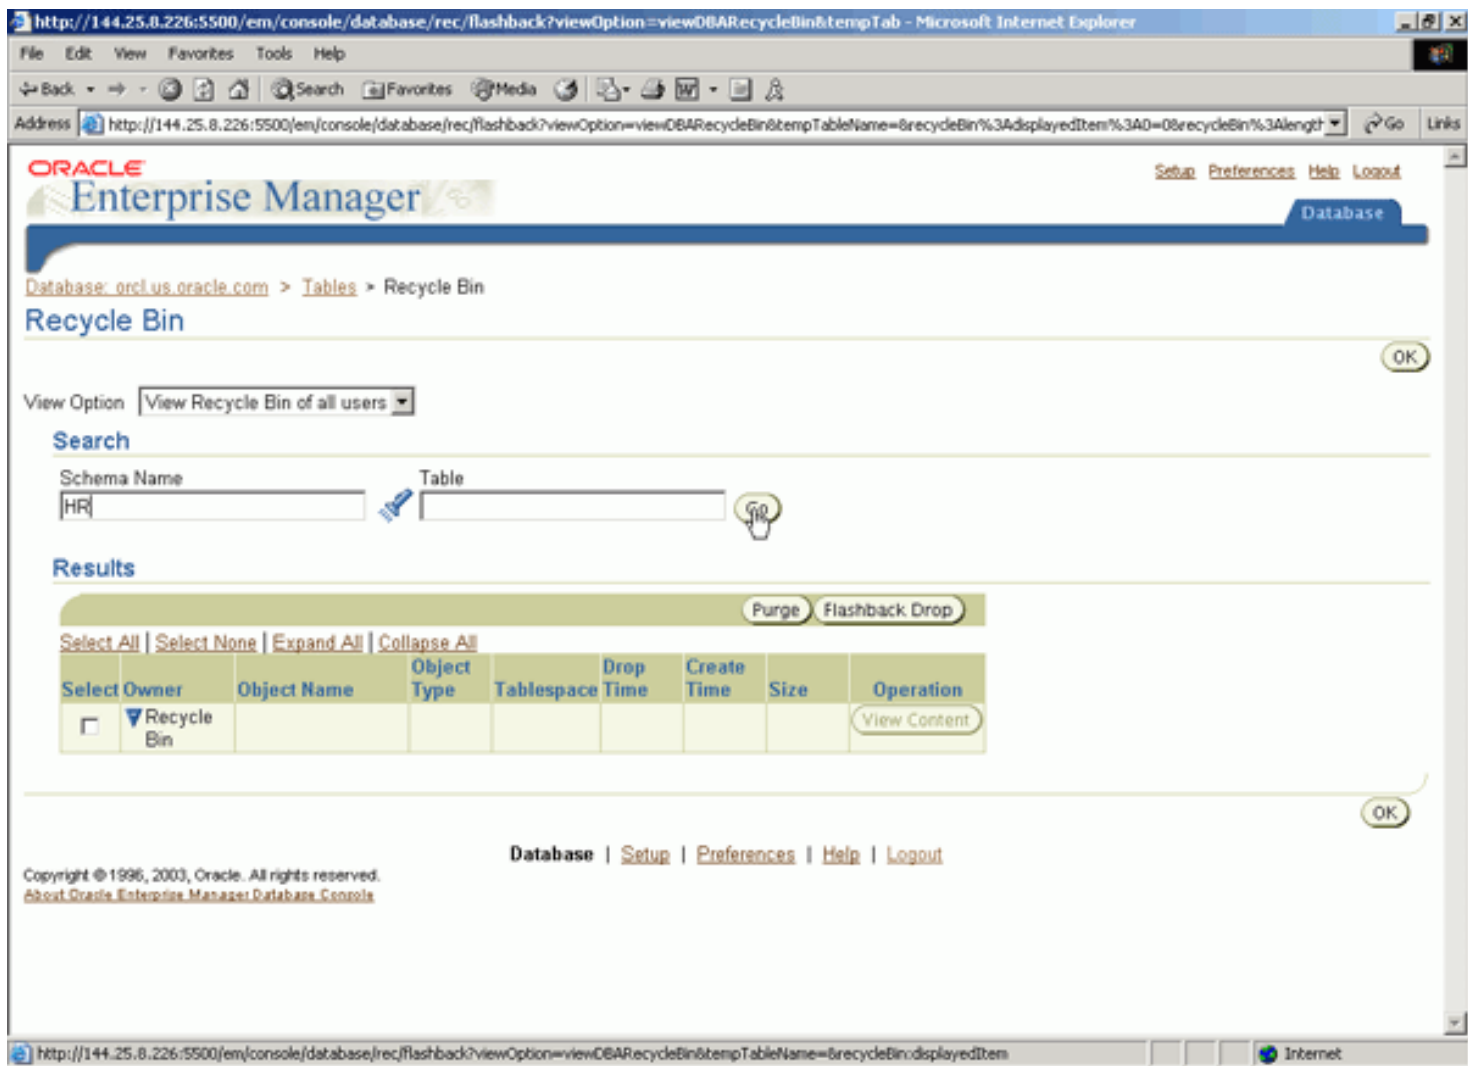 http://144.25.8.226:5500/em/console/database/rec/flashback?viewOption=viewDBARecycleBin&tempTab - Microsoft Internet Explorer
File Edit View Favorites Tools Help
Back Search Favorites Media
Address http://144.25.8.226:5500/em/console/database/rec/flashback?viewOption=viewDBARecycleBin&tempTableName=&recycleBin%3AdisplayedItem%3A0=0&recycleBin%3Alengt Go Links
ORACLE
Enterprise Manager
Setup Preferences Help Logout
Database
Database: orcl.us.oracle.com > Tables > Recycle Bin
Recycle Bin
OK
View Option View Recycle Bin of all users
Search
Schema Name Table
HR Go
Results
Purge Flashback Drop
Select All | Select None | Expand All | Collapse All
Select Owner Object Name Object Type Tablespace Drop Time Create Time Size Operation
Recycle Bin View Content
OK
Database | Setup | Preferences | Help | Logout
Copyright © 1996, 2003, Oracle. All rights reserved.
About Oracle Enterprise Manager Database Console
http://144.25.8.226:5500/em/console/database/rec/flashback?viewOption=viewDBARecycleBin&tempTableName=&recycleBin:displayedItem Internet